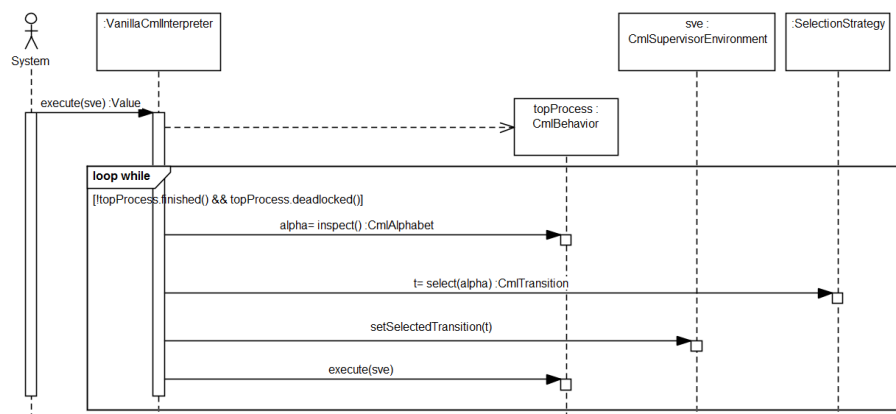 :VanillaCmlInterpreter
sve :
CmlSupervisorEnvironment
:SelectionStrategy
System
execute(sve) :Value
topProcess :
CmlBehavior
loop while
[!topProcess.finished() && topProcess.deadlocked()]
alpha= inspect() :CmlAlphabet
t= select(alpha) :CmlTransition
setSelectedTransition(t)
execute(sve)